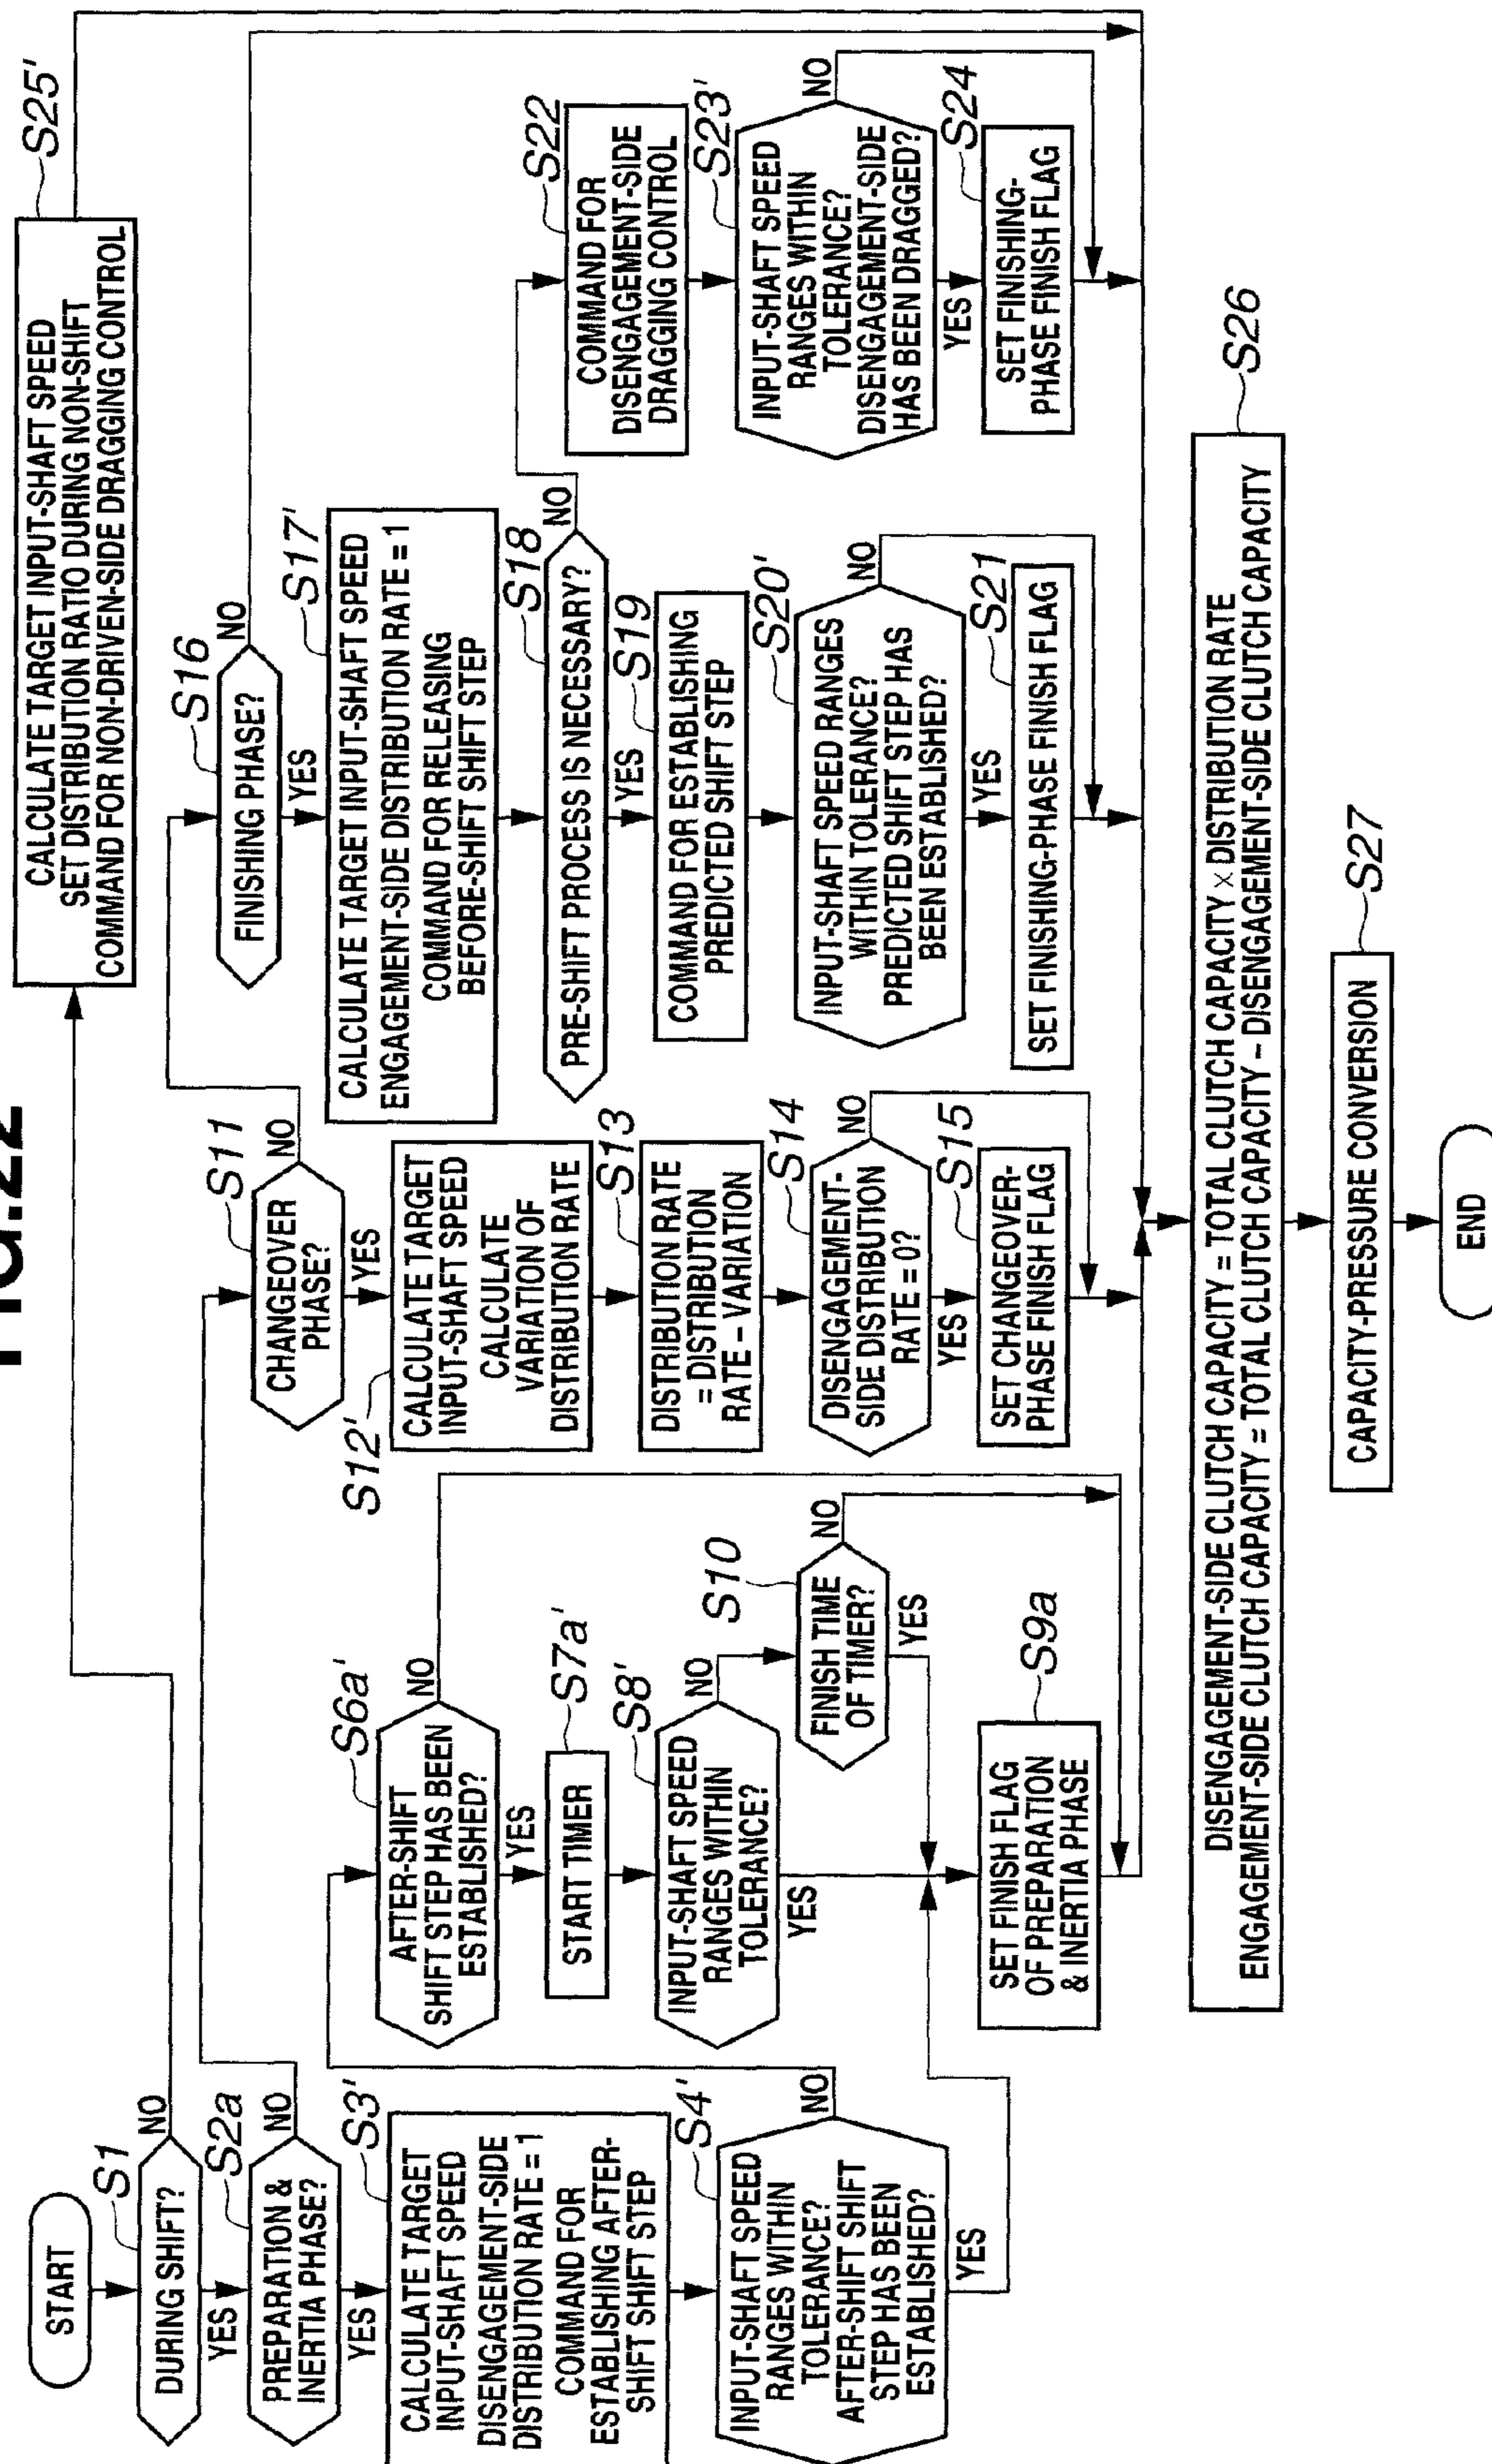 FIG.22
START
S1
DURING SHIFT?
NO
YES
S2a
PREPARATION &
INERTIA PHASE?
NO
YES
S3'
CALCULATE TARGET
INPUT-SHAFT SPEED
DISENGAGEMENT-SIDE
DISTRIBUTION RATE = 1
COMMAND FOR
ESTABLISHING AFTER-
SHIFT SHIFT STEP
S4'
INPUT-SHAFT SPEED
RANGES WITHIN
TOLERANCE?
AFTER-SHIFT SHIFT
STEP HAS BEEN
ESTABLISHED?
NO
YES
S6a'
AFTER-SHIFT
SHIFT STEP HAS BEEN
ESTABLISHED?
NO
YES
S7a'
START TIMER
S8'
INPUT-SHAFT SPEED
RANGES WITHIN
TOLERANCE?
NO
YES
S10
FINISH TIME
OF TIMER?
NO
YES
S9a
SET FINISH FLAG
OF PREPARATION
& INERTIA PHASE
S11
CHANGEOVER
PHASE?
NO
YES
S12'
CALCULATE TARGET
INPUT-SHAFT SPEED
CALCULATE
VARIATION OF
DISTRIBUTION RATE
S13
DISTRIBUTION RATE
= DISTRIBUTION
RATE – VARIATION
S14
DISENGAGEMENT-
SIDE DISTRIBUTION
RATE = 0?
NO
YES
S15
SET CHANGEOVER-
PHASE FINISH FLAG
S16
FINISHING PHASE?
NO
YES
S17'
CALCULATE TARGET INPUT-SHAFT SPEED
ENGAGEMENT-SIDE DISTRIBUTION RATE = 1
COMMAND FOR RELEASING
BEFORE-SHIFT SHIFT STEP
S18
PRE-SHIFT PROCESS IS NECESSARY?
NO
YES
S19
COMMAND FOR ESTABLISHING
PREDICTED SHIFT STEP
S20'
INPUT-SHAFT SPEED RANGES
WITHIN TOLERANCE?
PREDICTED SHIFT STEP HAS
BEEN ESTABLISHED?
NO
YES
S21
SET FINISHING-PHASE FINISH FLAG
S22
COMMAND FOR
DISENGAGEMENT-SIDE
DRAGGING CONTROL
S23'
INPUT-SHAFT SPEED
RANGES WITHIN
TOLERANCE?
DISENGAGEMENT-SIDE
HAS BEEN DRAGGED?
NO
YES
S24
SET FINISHING-
PHASE FINISH FLAG
S25'
CALCULATE TARGET INPUT-SHAFT SPEED
SET DISTRIBUTION RATIO DURING NON-SHIFT
COMMAND FOR NON-DRIVEN-SIDE DRAGGING CONTROL
S26
DISENGAGEMENT-SIDE CLUTCH CAPACITY = TOTAL CLUTCH CAPACITY × DISTRIBUTION RATE
ENGAGEMENT-SIDE CLUTCH CAPACITY = TOTAL CLUTCH CAPACITY – DISENGAGEMENT-SIDE CLUTCH CAPACITY
S27
CAPACITY-PRESSURE CONVERSION
END